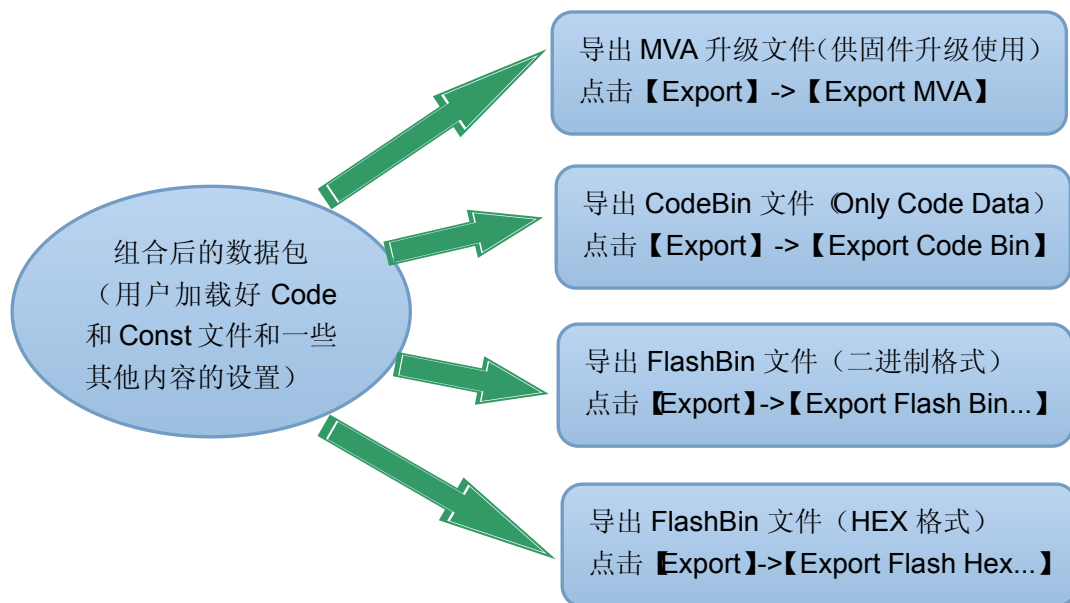 导出 MVA 升级文件（供固件升级使用）
点击【Export】->【Export MVA】
导出 CodeBin 文件（Only Code Data）
点击【Export】->【Export Code Bin】
组合后的数据包
（用户加载好 Code
和 Const 文件和一些
其他内容的设置）
导出 FlashBin 文件（二进制格式）
点击【Export】->【Export Flash Bin...】
导出 FlashBin 文件（HEX 格式）
点击【Export】->【Export Flash Hex...】